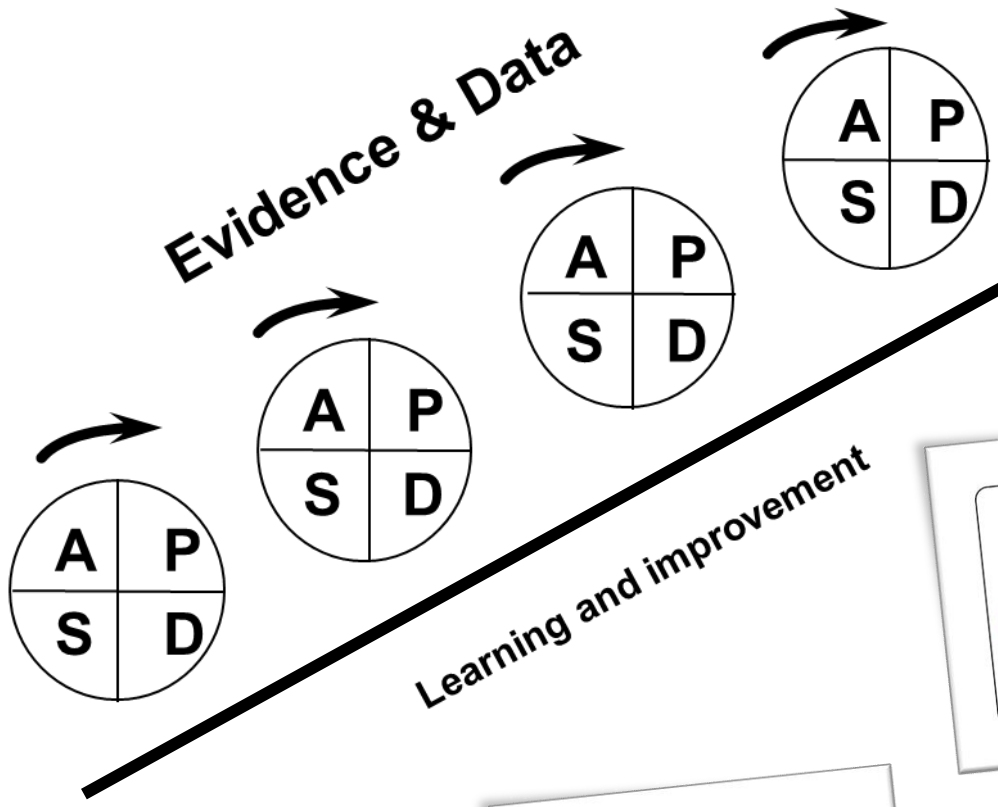 Evidence & Data
A P
S D
A P
S D
A P
S D
A P
S D
Learning and improvement